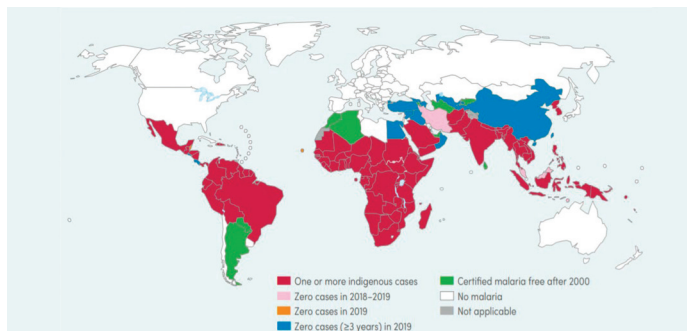 One or more indigenous cases
Zero cases in 2018–2019
Zero cases in 2019
Zero cases (≥3 years) in 2019
Certified malaria free after 2000
No malaria
Not applicable